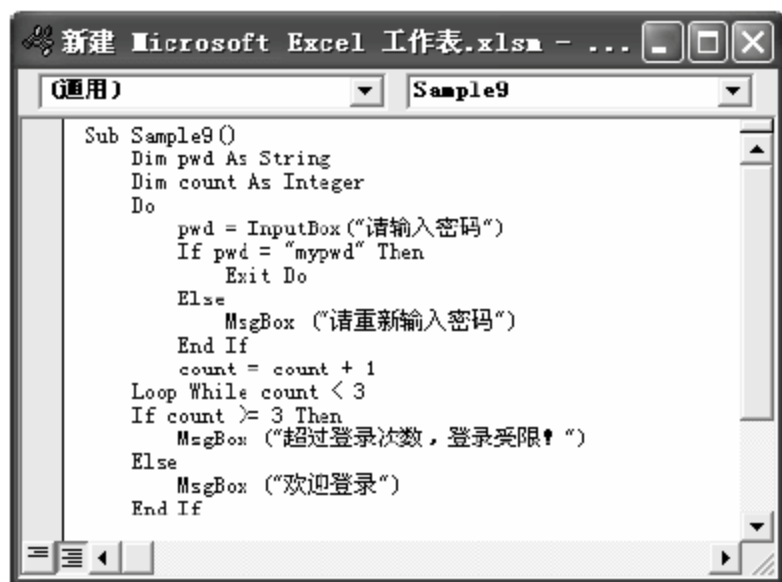 新建 Microsoft Excel 工作表.xlsm - ...
(通用) Sample9
Sub Sample9()
Dim pwd As String
Dim count As Integer
Do
pwd = InputBox("请输入密码")
If pwd = "mypwd" Then
Exit Do
Else
MsgBox ("请重新输入密码")
End If
count = count + 1
Loop While count < 3
If count >= 3 Then
MsgBox ("超过登录次数，登录受限！")
Else
MsgBox ("欢迎登录")
End If